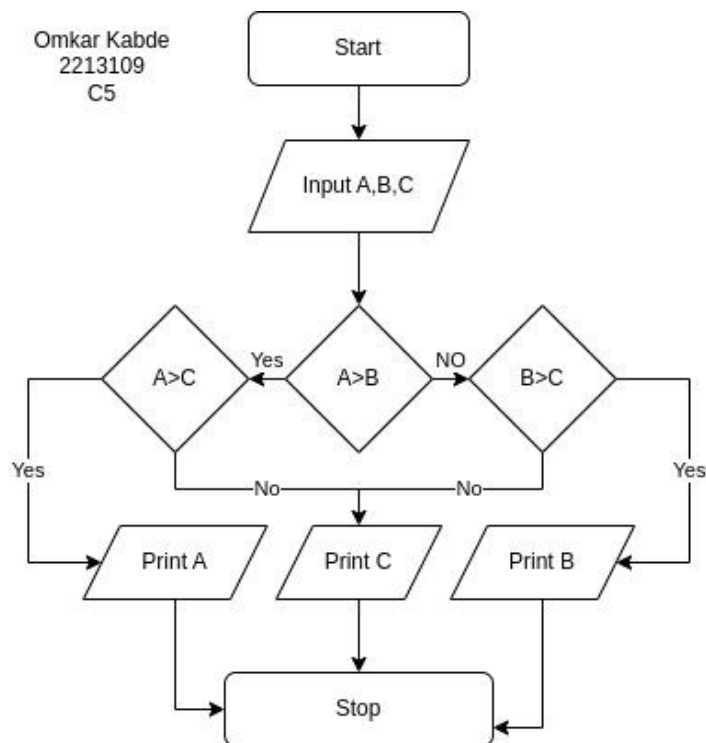 Omkar Kabde
2213109
C5
Start
Input A,B,C
A>C
Yes
A>B
NO
B>C
Yes
Yes
No
No
Print A
Print C
Print B
Stop